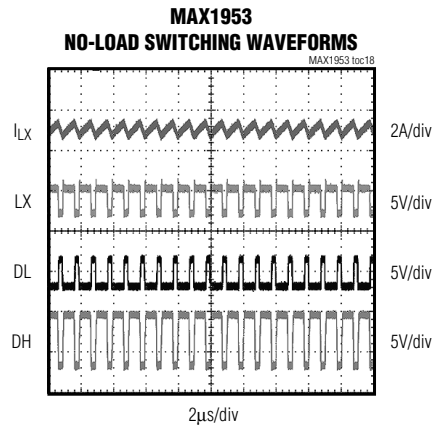 MAX1953
NO-LOAD SWITCHING WAVEFORMS
MAX1953 toc18
ILX 2A/div
LX 5V/div
DL 5V/div
DH 5V/div
2μs/div